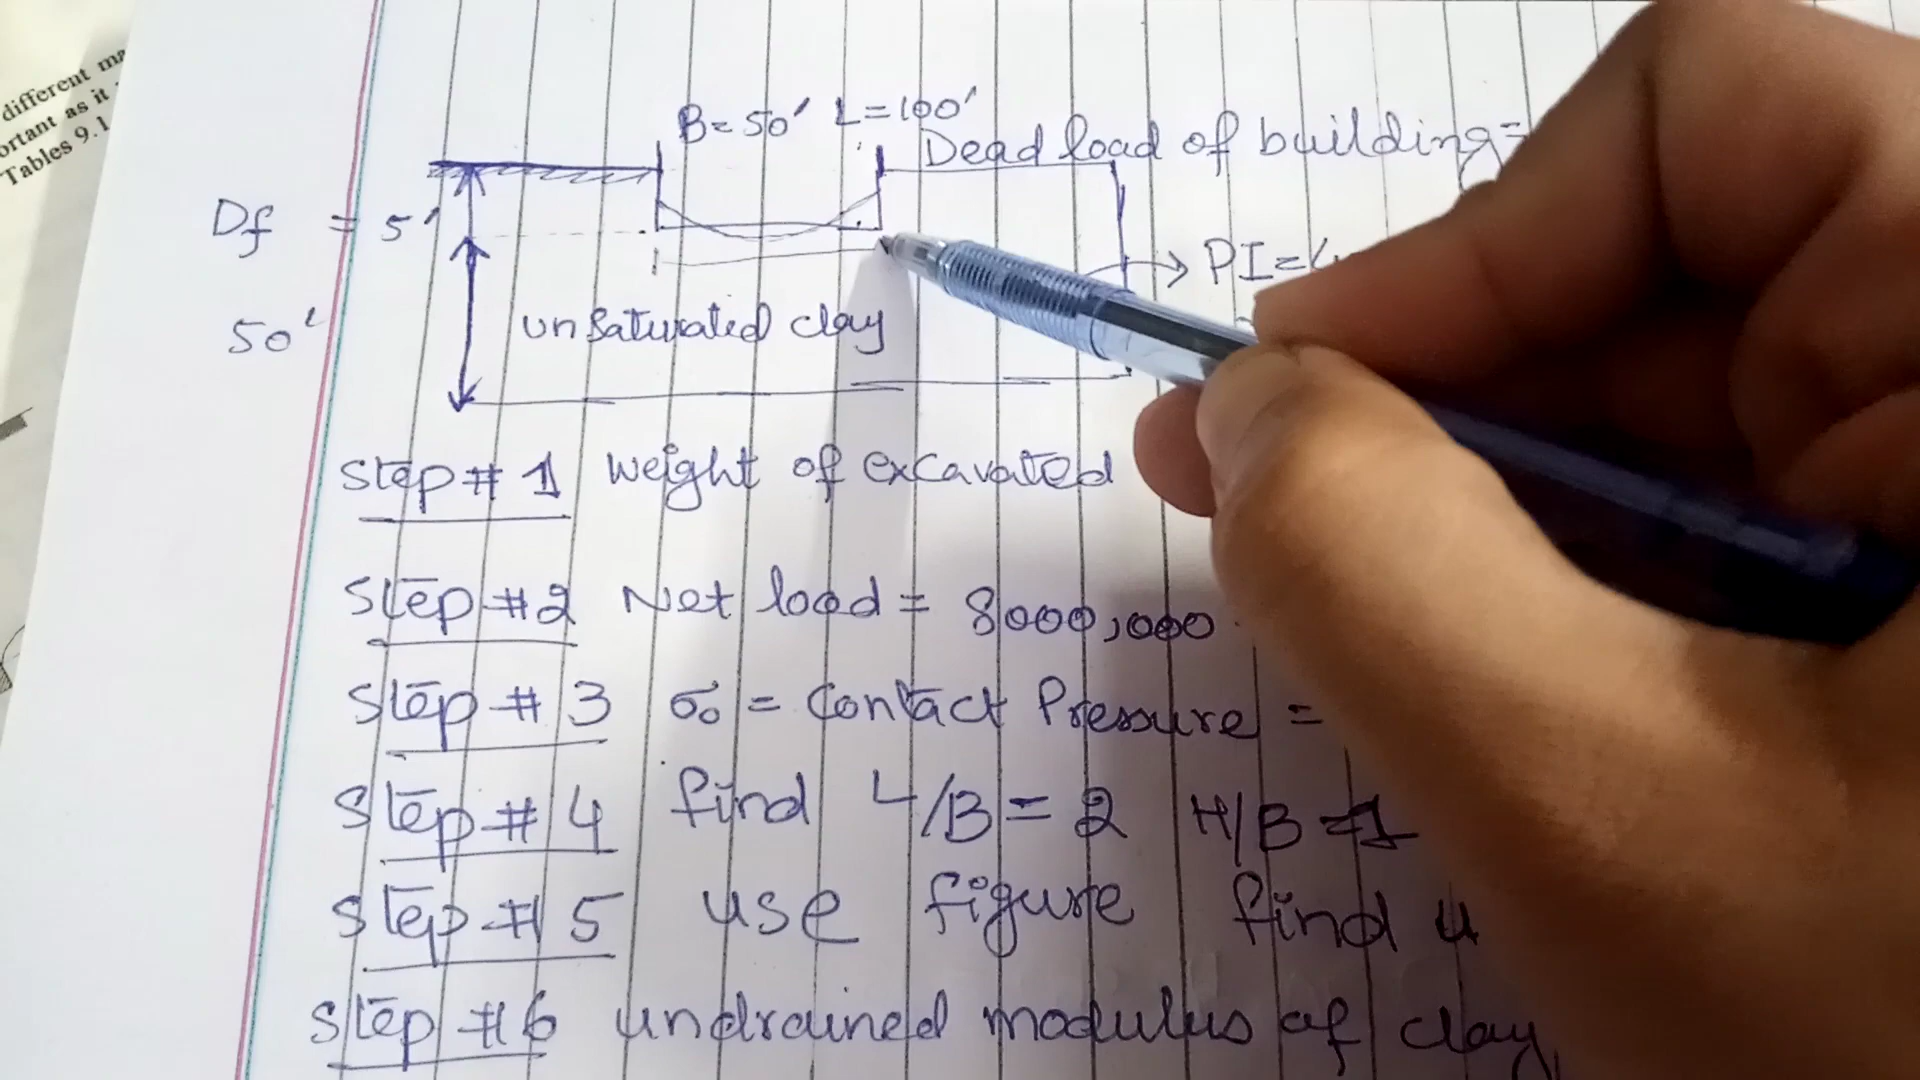 different ma
ortant as it
Tables 9.1
B=50' L=100'
Dead load of building=
Df = 5'
PI=4
50'
unsaturated clay
Step# 1 weight of excavated
Step #2 Net load = 8000,000
Step # 3 σo = Contact Pressure =
Step # 4 find L/B = 2 H/B =1
Step # 5 use figure find u
Step #6 undrained modulus of clay